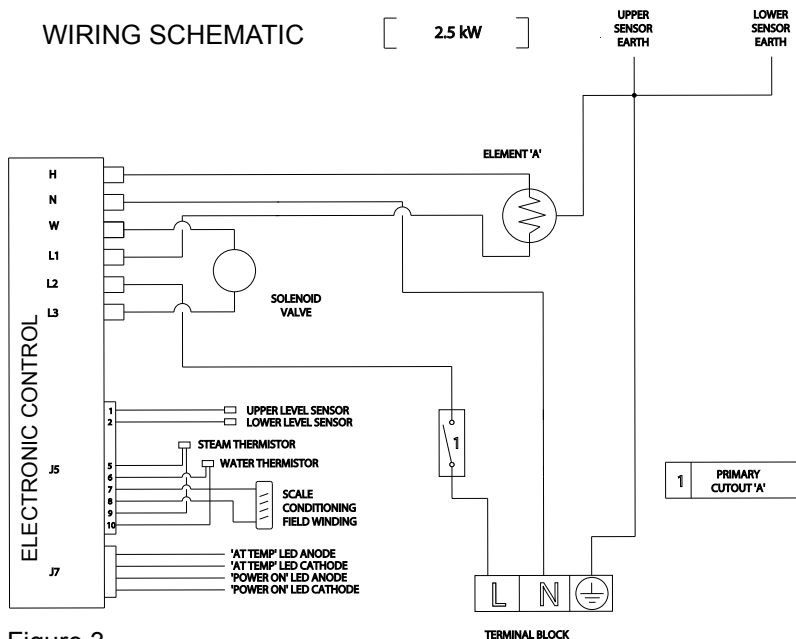 WIRING SCHEMATIC
2.5 kW
UPPER
SENSOR
EARTH
LOWER
SENSOR
EARTH
ELEMENT 'A'
H
N
W
L1
L2
L3
SOLENOID
VALVE
ELECTRONIC CONTROL
J5
1
2
5
6
7
8
9
10
UPPER LEVEL SENSOR
LOWER LEVEL SENSOR
STEAM THERMISTOR
WATER THERMISTOR
SCALE
CONDITIONING
FIELD WINDING
J7
'AT TEMP' LED ANODE
'AT TEMP' LED CATHODE
'POWER ON' LED ANODE
'POWER ON' LED CATHODE
1
1 PRIMARY
CUTOUT 'A'
L N
TERMINAL BLOCK